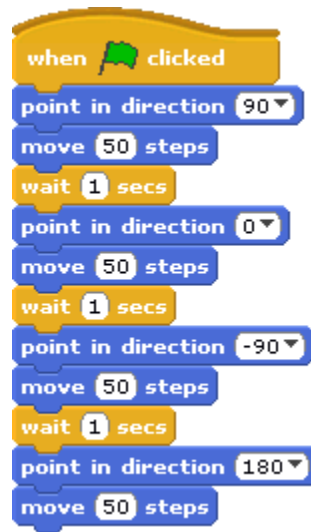 when clicked
point in direction 90
move 50 steps
wait 1 secs
point in direction 0
move 50 steps
wait 1 secs
point in direction -90
move 50 steps
wait 1 secs
point in direction 180
move 50 steps